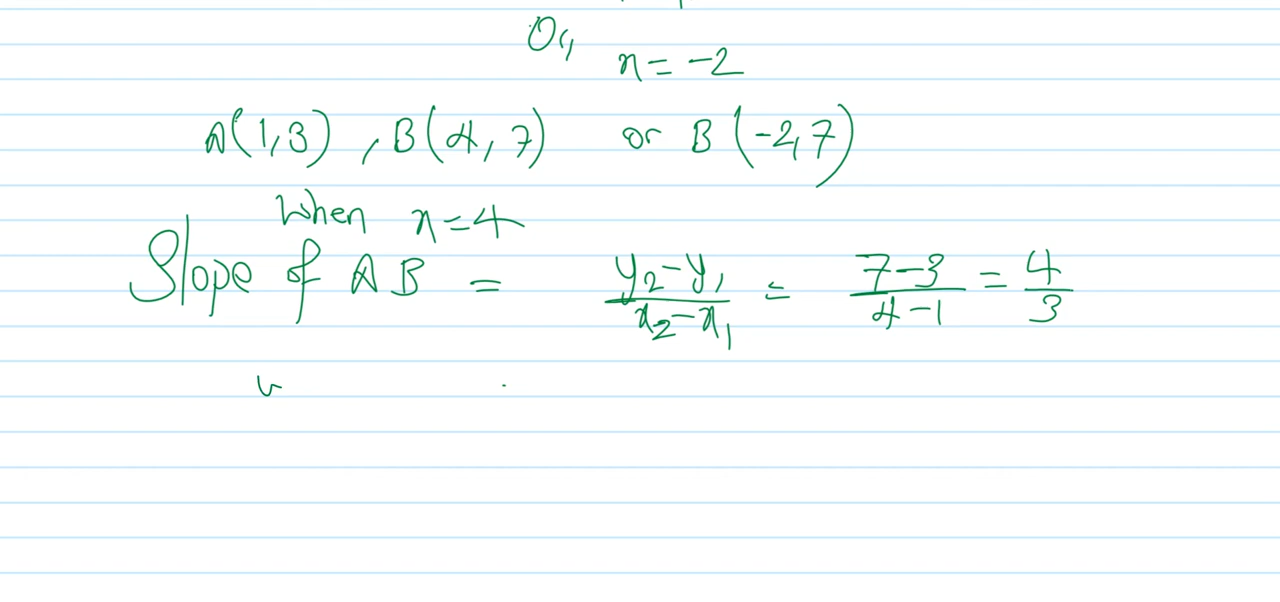 Or,
x = -2
A(1,3) , B(4, 7) or B(-2,7)
When x=4
Slope of AB = y₂-y₁/x₂-x₁ = 7-3/4-1 = 4/3